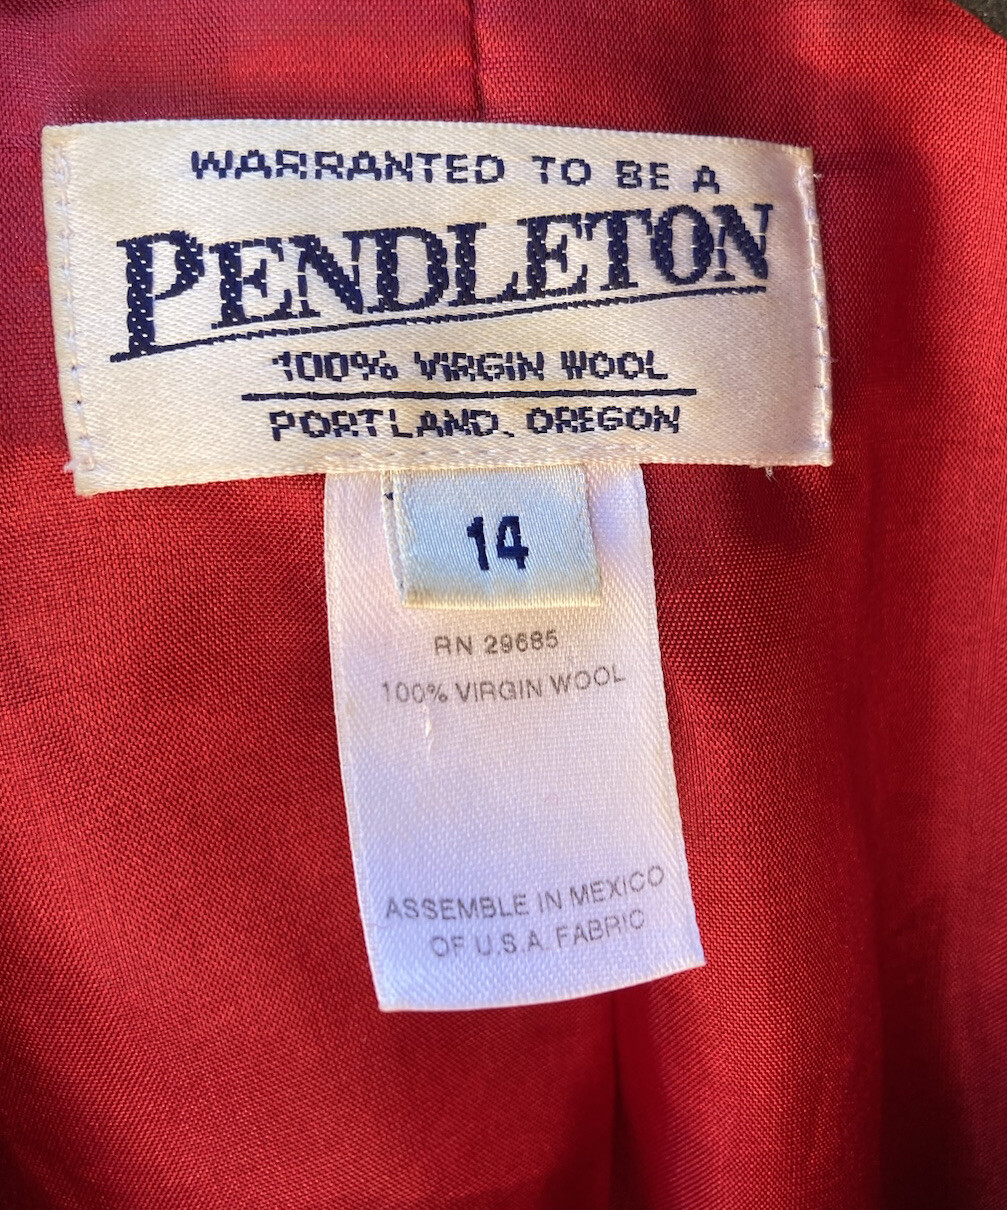 WARRANTED TO BE A
PENDLETON
100% VIRGIN WOOL
PORTLAND, OREGON
14
RN 29685
100% VIRGIN WOOL
ASSEMBLE IN MEXICO
OF U.S.A. FABRIC